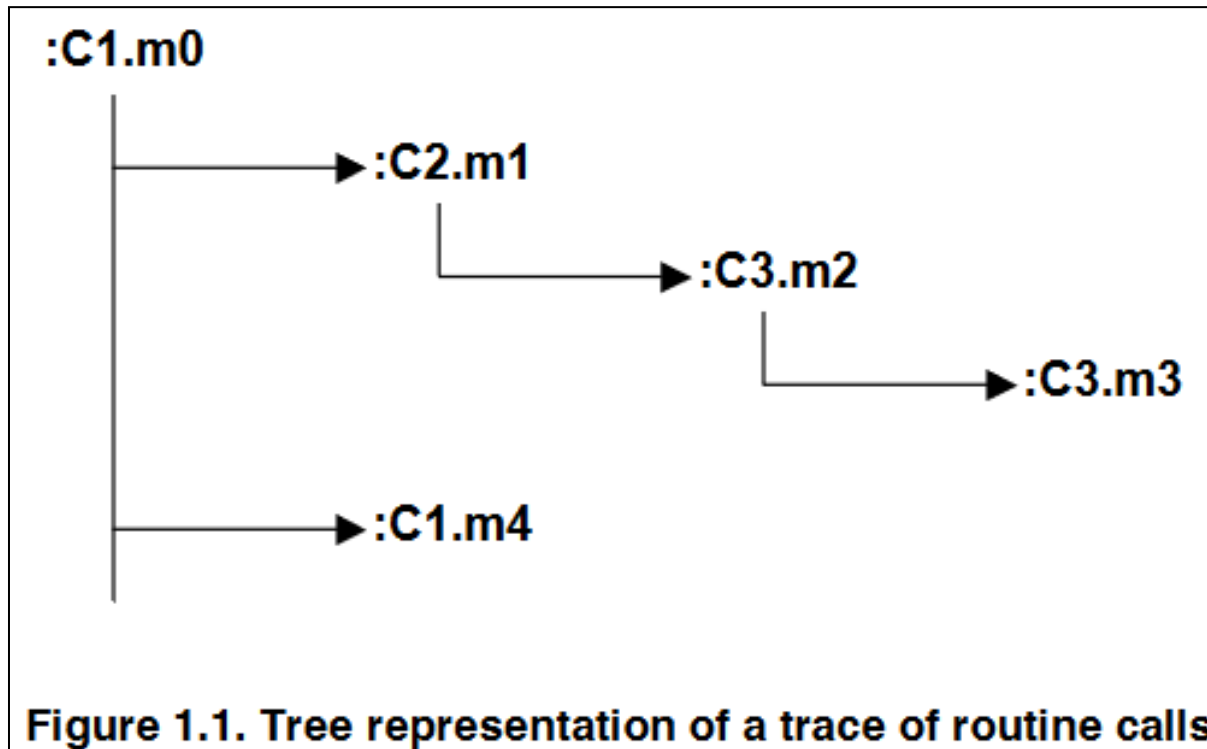 :C1.m0
:C2.m1
:C3.m2
:C3.m3
:C1.m4
Figure 1.1. Tree representation of a trace of routine calls